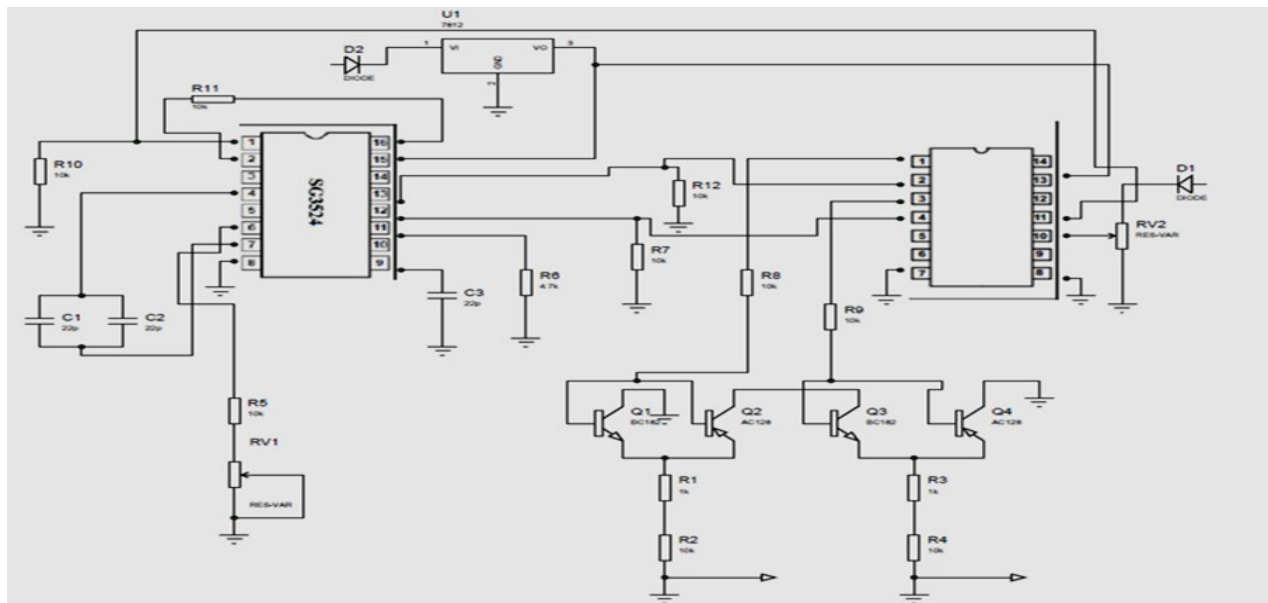 U1
7812
D2
1
VI
VO
3
GND
2
DIODE
R11
10k
1
2
3
4
5
6
7
8
SG3524
16
15
14
13
12
11
10
9
R10
10k
R12
10k
1
2
3
4
5
6
7
14
13
12
11
10
9
8
D1
DIODE
RV2
RES-VAR
R7
10k
R6
4.7k
R8
10k
R9
10k
C1
22p
C2
22p
C3
22p
R5
10k
RV1
RES-VAR
Q1
BC182
Q2
AC128
Q3
BC182
Q4
AC128
R1
1k
R3
1k
R2
10k
R4
10k